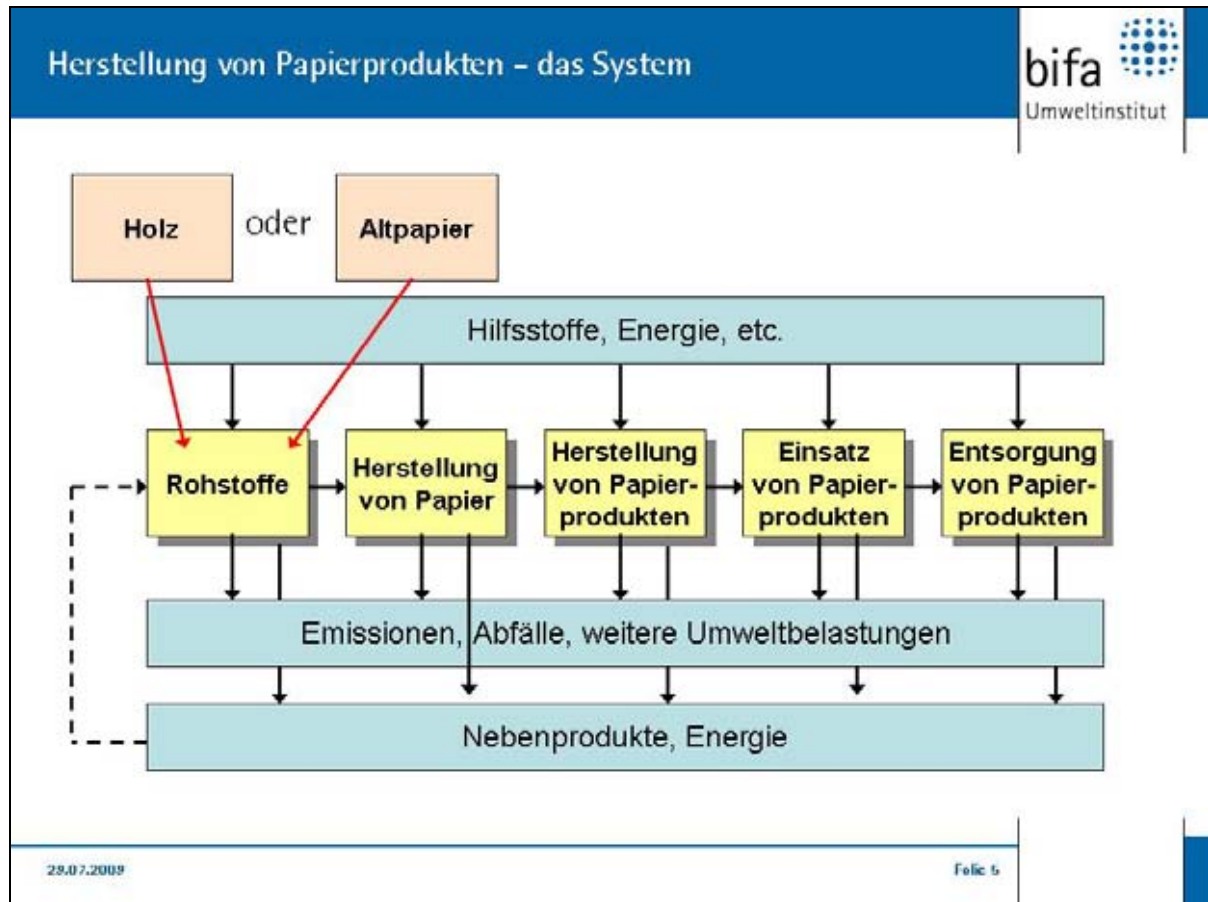 Herstellung von Papierprodukten – das System
bifa
Umweltinstitut
Holz
oder
Altpapier
Hilfsstoffe, Energie, etc.
Rohstoffe
Herstellung
von Papier
Herstellung
von Papier-
produkten
Einsatz
von Papier-
produkten
Entsorgung
von Papier-
produkten
Emissionen, Abfälle, weitere Umweltbelastungen
Nebenprodukte, Energie
29.07.2009
Folie 5